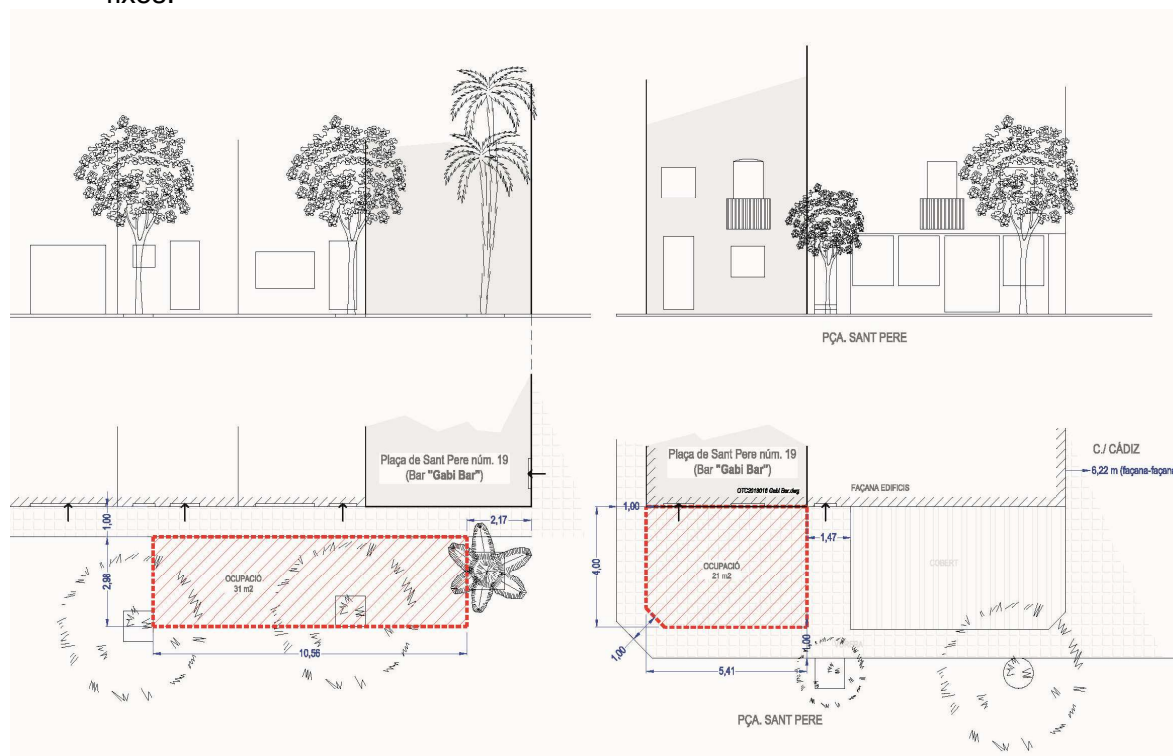 PÇA. SANT PERE
Plaça de Sant Pere núm. 19
(Bar "Gabi Bar")
1,00
2,17
2,98
OCUPACIÓ
31 m2
10,56
Plaça de Sant Pere núm. 19
(Bar "Gabi Bar")
C./ CÁDIZ
6,22 m (façana-façana
FAÇANA EDIFICIS
1,00
1,47
4,00
OCUPACIÓ
21 m2
COBERT
1,00
1,00
5,41
PÇA. SANT PERE